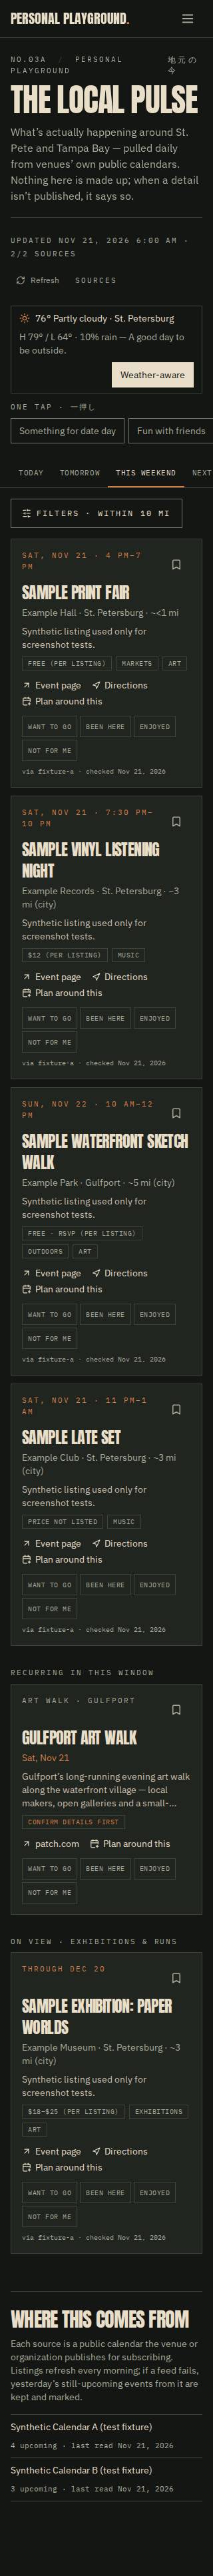 PERSONAL PLAYGROUND.
NO.03A / PERSONAL PLAYGROUND
地元の今
THE LOCAL PULSE
What's actually happening around St.
Pete and Tampa Bay — pulled daily
from venues' own public calendars.
Nothing here is made up; when a detail
isn't published, it says so.
UPDATED NOV 21, 2026 6:00 AM ·
2/2 SOURCES
Refresh SOURCES
76° Partly cloudy · St. Petersburg
H 79° / L 64° · 10% rain — A good day to
be outside.
Weather-aware
ONE TAP · 一押し
Something for date day Fun with friends
TODAY TOMORROW THIS WEEKEND NEXT
FILTERS · WITHIN 10 MI
SAT, NOV 21 · 4 PM–7
PM
SAMPLE PRINT FAIR
Example Hall · St. Petersburg · ~<1 mi
Synthetic listing used only for
screenshot tests.
FREE (PER LISTING) MARKETS ART
Event page Directions
Plan around this
WANT TO GO BEEN HERE ENJOYED
NOT FOR ME
via fixture-a · checked Nov 21, 2026
SAT, NOV 21 · 7:30 PM–
10 PM
SAMPLE VINYL LISTENING
NIGHT
Example Records · St. Petersburg · ~3
mi (city)
Synthetic listing used only for
screenshot tests.
$12 (PER LISTING) MUSIC
Event page Directions
Plan around this
WANT TO GO BEEN HERE ENJOYED
NOT FOR ME
via fixture-a · checked Nov 21, 2026
SUN, NOV 22 · 10 AM–12
PM
SAMPLE WATERFRONT SKETCH
WALK
Example Park · Gulfport · ~5 mi (city)
Synthetic listing used only for
screenshot tests.
FREE · RSVP (PER LISTING)
OUTDOORS ART
Event page Directions
Plan around this
WANT TO GO BEEN HERE ENJOYED
NOT FOR ME
via fixture-a · checked Nov 21, 2026
SAT, NOV 21 · 11 PM–1
AM
SAMPLE LATE SET
Example Club · St. Petersburg · ~3 mi
(city)
Synthetic listing used only for
screenshot tests.
PRICE NOT LISTED MUSIC
Event page Directions
Plan around this
WANT TO GO BEEN HERE ENJOYED
NOT FOR ME
via fixture-a · checked Nov 21, 2026
RECURRING IN THIS WINDOW
ART WALK · GULFPORT
GULFPORT ART WALK
Sat, Nov 21
Gulfport's long-running evening art walk
along the waterfront village — local
makers, open galleries and a small-…
CONFIRM DETAILS FIRST
patch.com Plan around this
WANT TO GO BEEN HERE ENJOYED
NOT FOR ME
ON VIEW · EXHIBITIONS & RUNS
THROUGH DEC 20
SAMPLE EXHIBITION: PAPER
WORLDS
Example Museum · St. Petersburg · ~3
mi (city)
Synthetic listing used only for
screenshot tests.
$18–$25 (PER LISTING) EXHIBITIONS
ART
Event page Directions
Plan around this
WANT TO GO BEEN HERE ENJOYED
NOT FOR ME
via fixture-a · checked Nov 21, 2026
WHERE THIS COMES FROM
Each source is a public calendar the venue or
organization publishes for subscribing.
Listings refresh every morning; if a feed fails,
yesterday's still-upcoming events from it are
kept and marked.
Synthetic Calendar A (test fixture)
4 upcoming · last read Nov 21, 2026
Synthetic Calendar B (test fixture)
3 upcoming · last read Nov 21, 2026